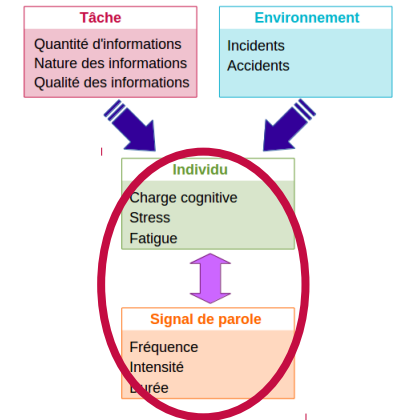 Tâche
Quantité d'informations
Nature des informations
Qualité des informations
Environnement
Incidents
Accidents
Individu
Charge cognitive
Stress
Fatigue
Signal de parole
Fréquence
Intensité
Durée